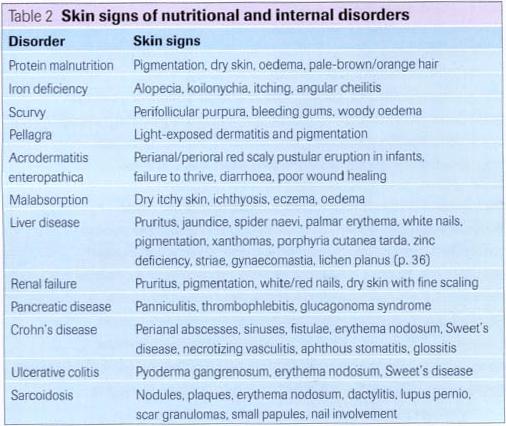 Table 2 Skin signs of nutritional and internal disorders
Disorder Skin signs
Protein malnutrition Pigmentation, dry skin, oedema, pale-brown/orange hair
Iron deficiency Alopecia, koilonychia, itching, angular cheilitis
Scurvy Perifollicular purpura, bleeding gums, woody oedema
Pellagra Light-exposed dermatitis and pigmentation
Acrodermatitis Perianal/perioral red scaly pustular eruption in infants,
enteropathica failure to thrive, diarrhoea, poor wound healing
Malabsorption Dry itchy skin, ichthyosis, eczema, oedema
Liver disease Pruritus, jaundice, spider naevi, palmar erythema, white nails,
pigmentation, xanthomas, porphyria cutanea tarda, zinc
deficiency, striae, gynaecomastia, lichen planus (p. 36)
Renal failure Pruritus, pigmentation, white/red nails, dry skin with fine scaling
Pancreatic disease Panniculitis, thrombophlebitis, glucagonoma syndrome
Crohn's disease Perianal abscesses, sinuses, fistulae, erythema nodosum, Sweet's
disease, necrotizing vasculitis, aphthous stomatitis, glossitis
Ulcerative colitis Pyoderma gangrenosum, erythema nodosum, Sweet's disease
Sarcoidosis Nodules, plaques, erythema nodosum, dactylitis, lupus pernio,
scar granulomas, small papules, nail involvement